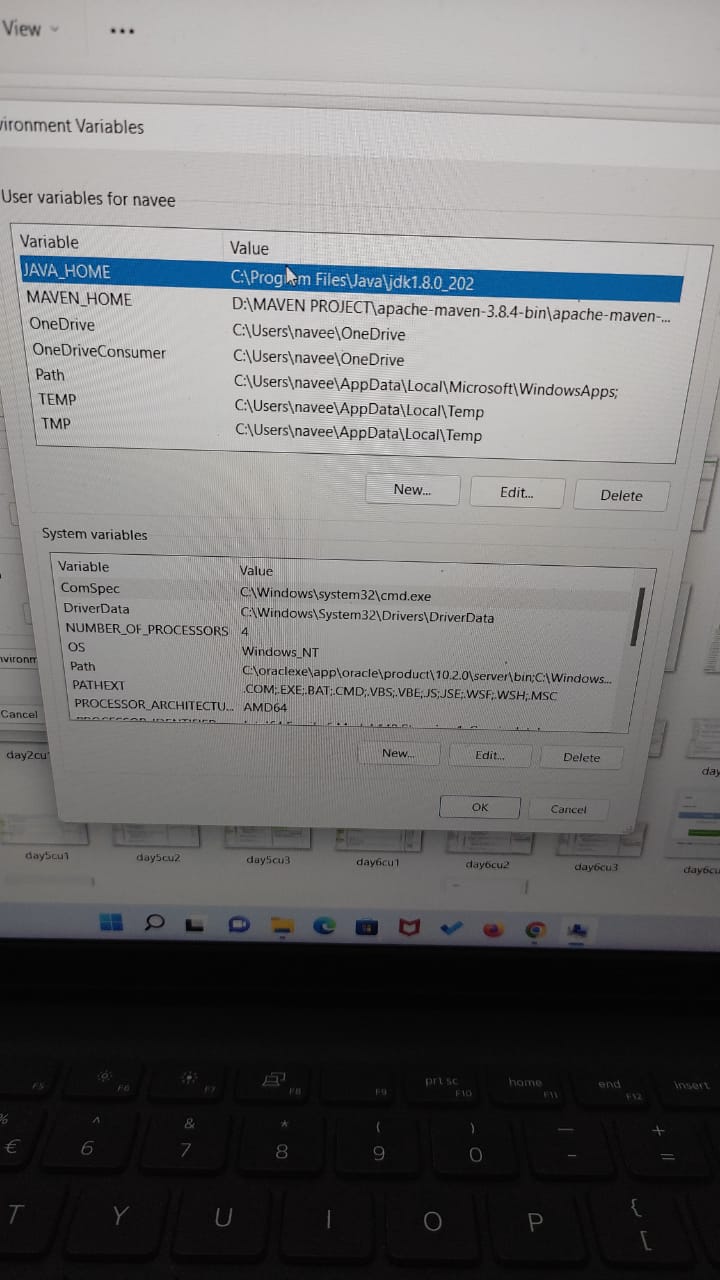 View
...
vironment Variables
User variables for navee
Variable Value
JAVA_HOME C:\Program Files\Java\jdk1.8.0_202
MAVEN_HOME D:\MAVEN PROJECT\apache-maven-3.8.4-bin\apache-maven-...
OneDrive C:\Users\navee\OneDrive
OneDriveConsumer C:\Users\navee\OneDrive
Path C:\Users\navee\AppData\Local\Microsoft\WindowsApps;
TEMP C:\Users\navee\AppData\Local\Temp
TMP C:\Users\navee\AppData\Local\Temp
New... Edit... Delete
System variables
Variable Value
ComSpec C:\Windows\system32\cmd.exe
DriverData C:\Windows\System32\Drivers\DriverData
NUMBER_OF_PROCESSORS 4
OS Windows_NT
Path C:\oraclexe\app\oracle\product\10.2.0\server\bin;C:\Windows...
PATHEXT .COM;.EXE;.BAT;.CMD;.VBS;.VBE;.JS;.JSE;.WSF;.WSH;.MSC
PROCESSOR_ARCHITECTU... AMD64
New... Edit... Delete
OK Cancel
vironm
Cancel
day2cu
day
day5cu1 day5cu2 day5cu3 day6cu1 day6cu2 day6cu3 day6cu
F5 F6 F7 F8 F9 prt sc F10 home F11 end F12 insert
% € ^ 6 & 7 * 8 ( 9 ) 0 — - + =
T Y U I O P { [